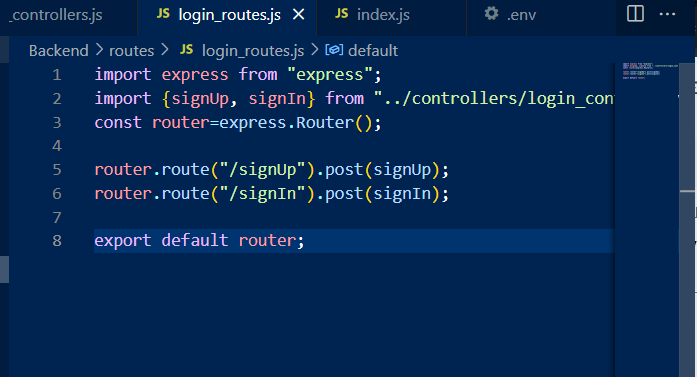 _controllers.js
JS login_routes.js
JS index.js
.env
Backend > routes > JS login_routes.js > default
1 import express from "express";
2 import {signUp, signIn} from "../controllers/login_cont
3 const router=express.Router();
4
5 router.route("/signUp").post(signUp);
6 router.route("/signIn").post(signIn);
7
8 export default router;